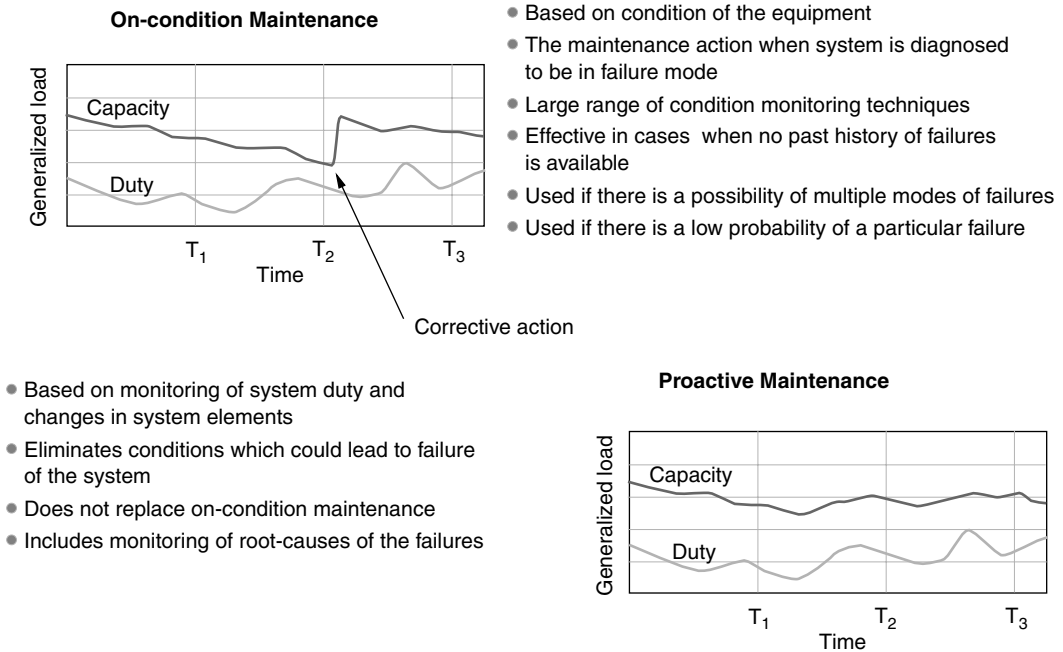 On-condition Maintenance
Generalized load
Capacity
Duty
T1
T2
T3
Time
Corrective action
Based on condition of the equipment
The maintenance action when system is diagnosed
to be in failure mode
Large range of condition monitoring techniques
Effective in cases when no past history of failures
is available
Used if there is a possibility of multiple modes of failures
Used if there is a low probability of a particular failure
Based on monitoring of system duty and
changes in system elements
Eliminates conditions which could lead to failure
of the system
Does not replace on-condition maintenance
Includes monitoring of root-causes of the failures
Proactive Maintenance
Generalized load
Capacity
Duty
T1
T2
T3
Time